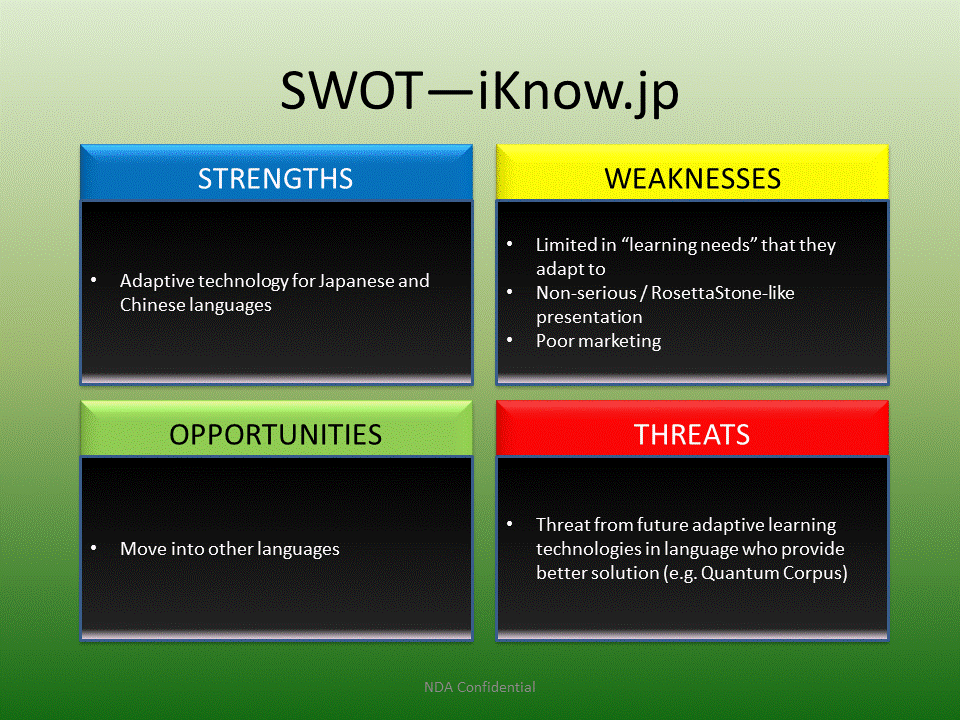 SWOT—iKnow.jp
STRENGTHS
• Adaptive technology for Japanese and
Chinese languages
WEAKNESSES
• Limited in “learning needs” that they
adapt to
• Non-serious / RosettaStone-like
presentation
• Poor marketing
OPPORTUNITIES
• Move into other languages
THREATS
• Threat from future adaptive learning
technologies in language who provide
better solution (e.g. Quantum Corpus)
NDA Confidential